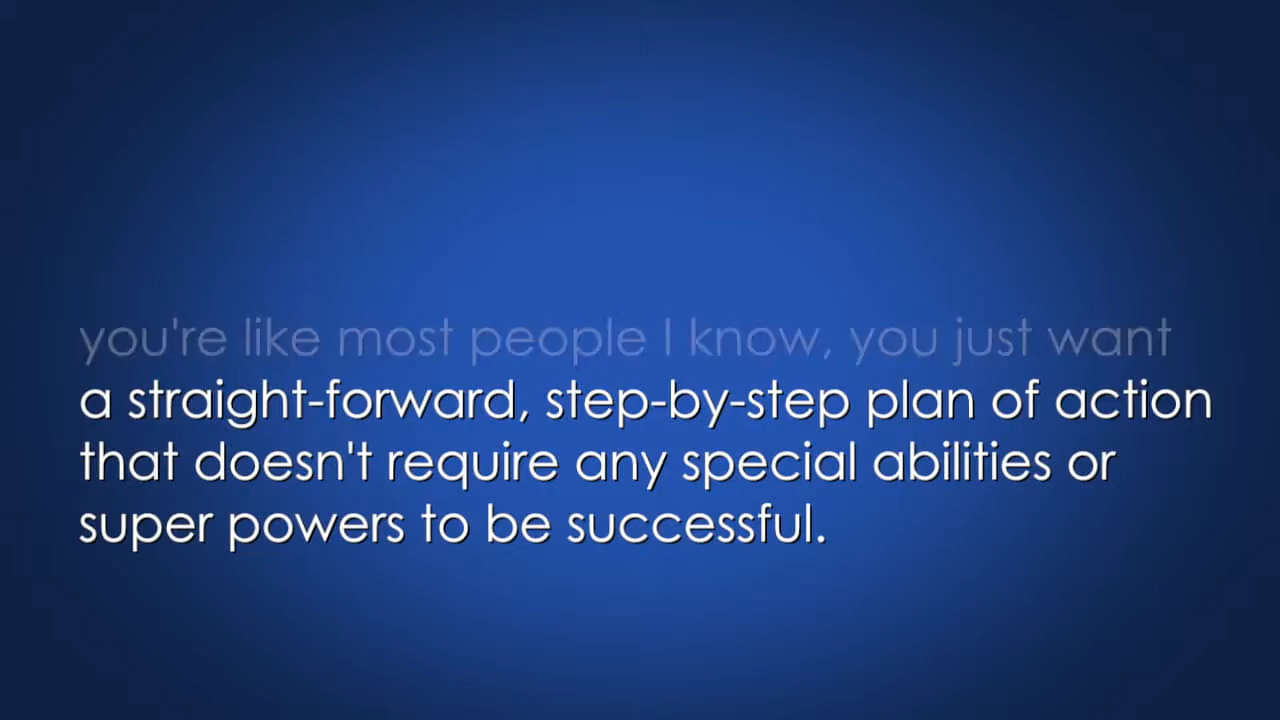 you're like most people I know, you just want
a straight-forward, step-by-step plan of action
that doesn't require any special abilities or
super powers to be successful.